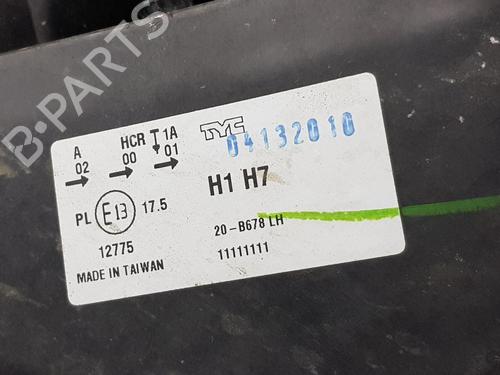 B-PARTS
A HCR 1A
02 00 01
TYC
04132010
H1 H7
PL E13 17.5
12775
20-B678 LH
MADE IN TAIWAN
11111111